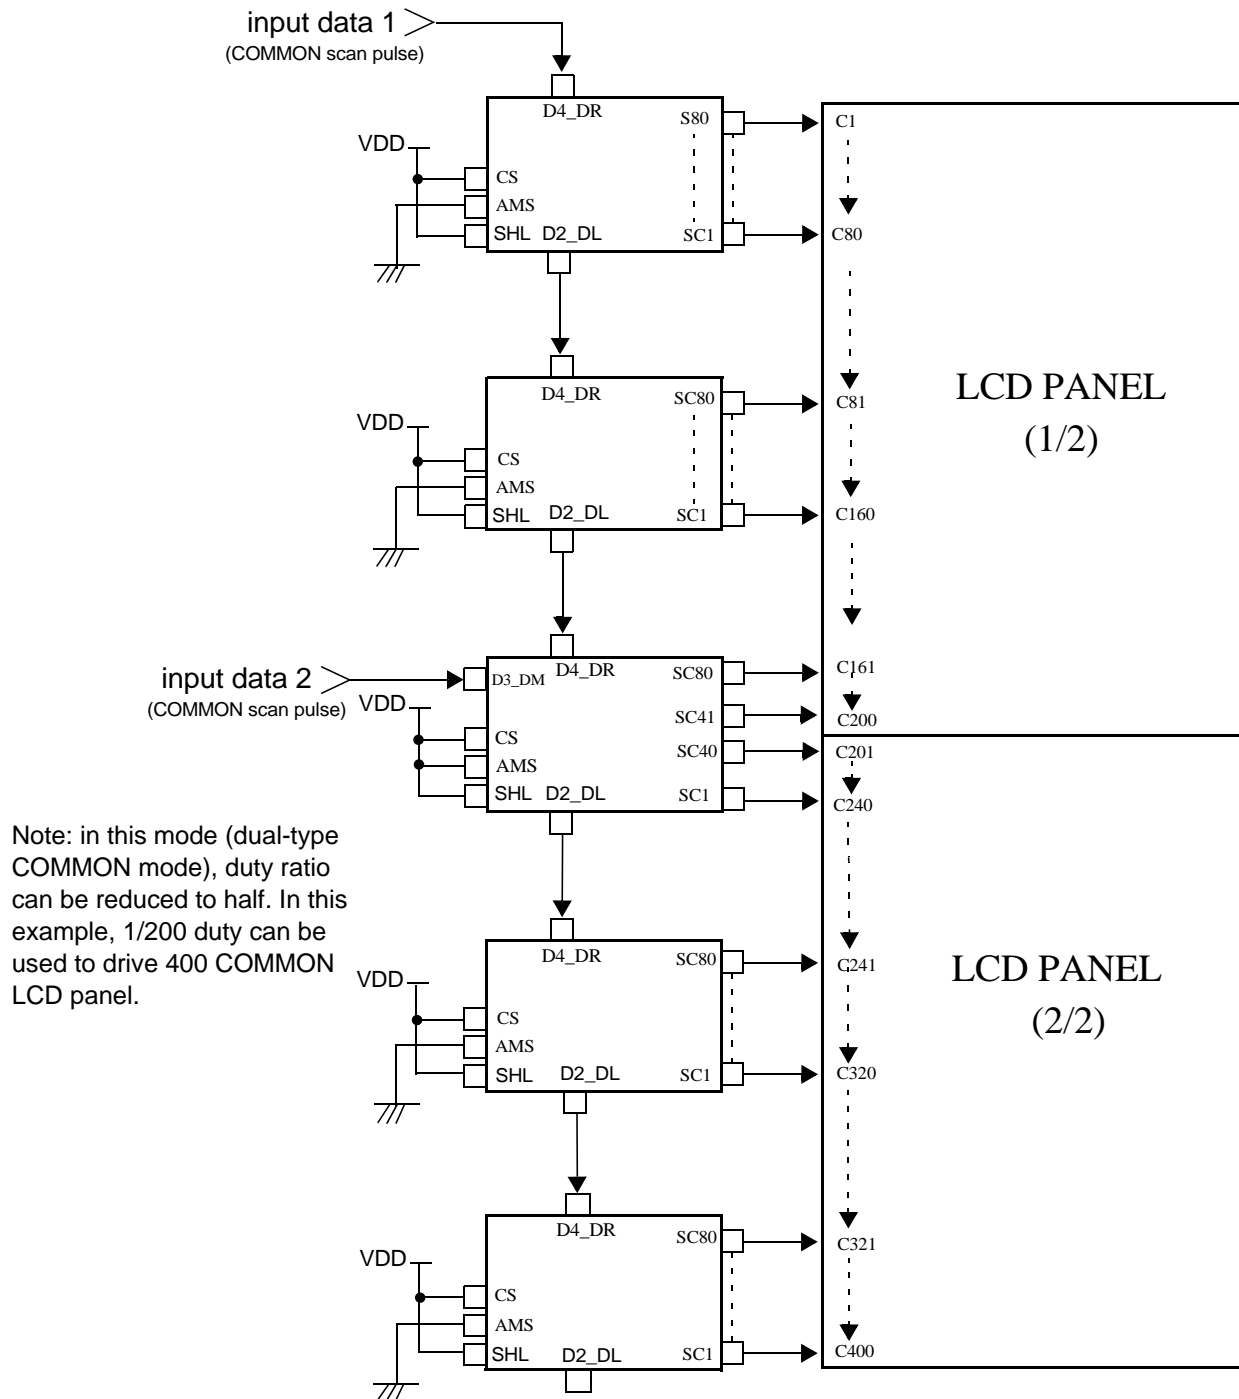 input data 1
(COMMON scan pulse)
D4_DR
S80
C1
VDD
CS
AMS
SHL
D2_DL
SC1
C80
D4_DR
SC80
C81
VDD
CS
AMS
SHL
D2_DL
SC1
C160
LCD PANEL
(1/2)
input data 2
(COMMON scan pulse)
D4_DR
D3_DM
SC80
C161
VDD
SC41
C200
CS
SC40
C201
AMS
SHL
D2_DL
SC1
C240
Note: in this mode (dual-type
COMMON mode), duty ratio
can be reduced to half. In this
example, 1/200 duty can be
used to drive 400 COMMON
LCD panel.
D4_DR
SC80
C241
VDD
CS
AMS
SHL
D2_DL
SC1
C320
LCD PANEL
(2/2)
D4_DR
SC80
C321
VDD
CS
AMS
SHL
D2_DL
SC1
C400